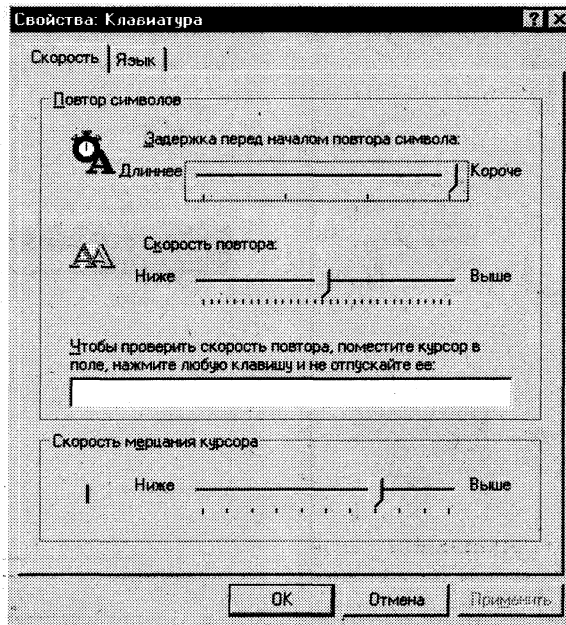 Свойства: Клавиатура
Скорость Язык
Повтор символов
Задержка перед началом повтора символа:
Длиннее Короче
Скорость повтора:
Ниже Выше
Чтобы проверить скорость повтора, поместите курсор в
поле, нажмите любую клавишу и не отпускайте ее:
Скорость мерцания курсора
Ниже Выше
ОК Отмена Применить